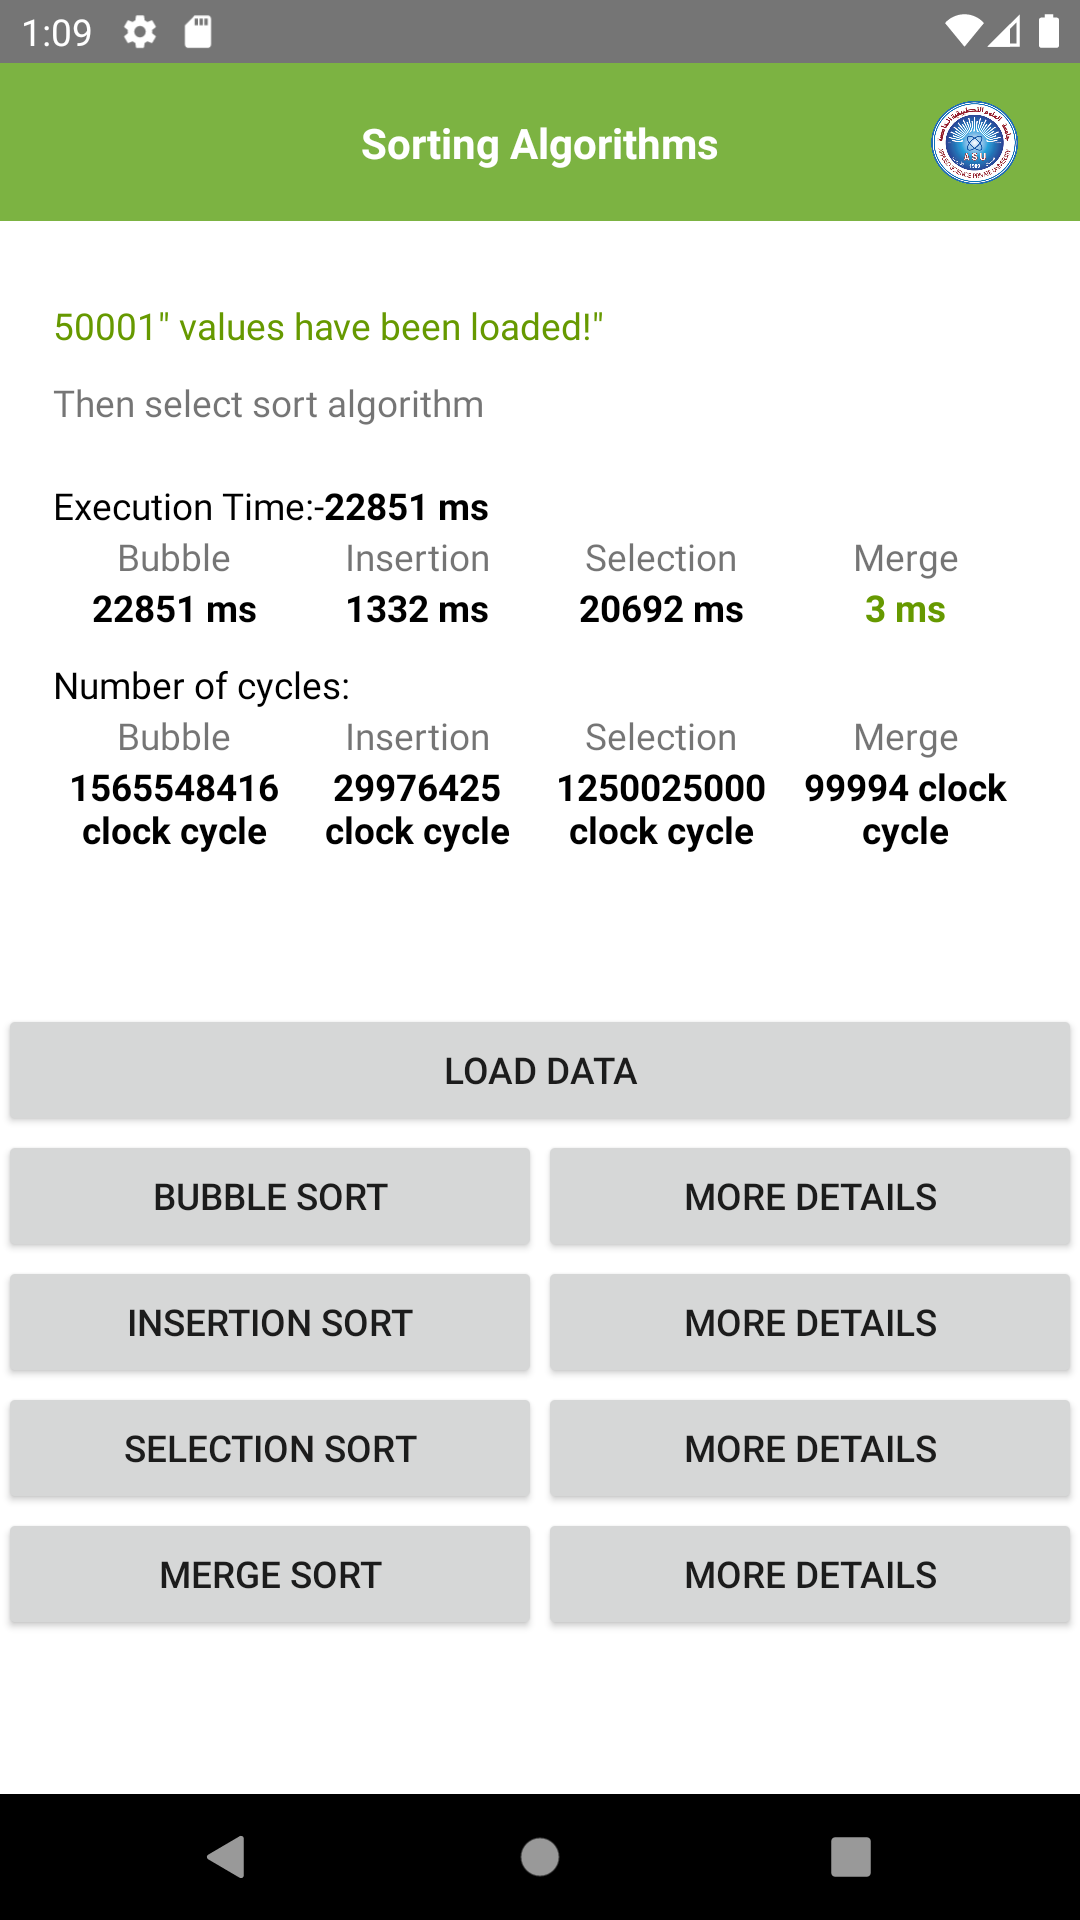 1:09
Sorting Algorithms
ASU
50001" values have been loaded!"
Then select sort algorithm
Execution Time:-22851 ms
Bubble Insertion Selection Merge
22851 ms 1332 ms 20692 ms 3 ms
Number of cycles:
Bubble Insertion Selection Merge
1565548416 29976425 1250025000 99994 clock
clock cycle clock cycle clock cycle cycle
LOAD DATA
BUBBLE SORT MORE DETAILS
INSERTION SORT MORE DETAILS
SELECTION SORT MORE DETAILS
MERGE SORT MORE DETAILS